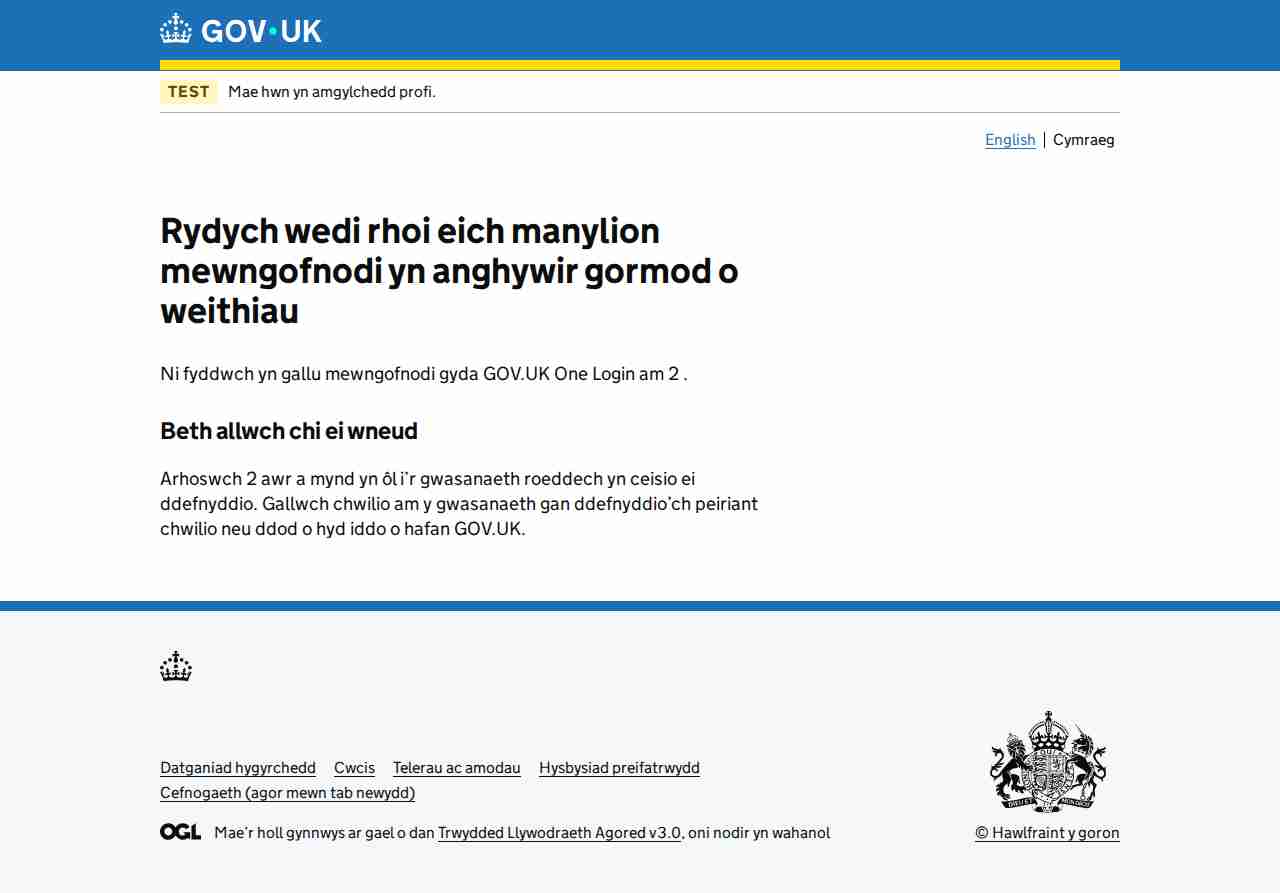 GOV·UK
TEST Mae hwn yn amgylchedd profi.
English Cymraeg
Rydych wedi rhoi eich manylion
mewngofnodi yn anghywir gormod o
weithiau
Ni fyddwch yn gallu mewngofnodi gyda GOV.UK One Login am 2 .
Beth allwch chi ei wneud
Arhoswch 2 awr a mynd yn ôl i’r gwasanaeth roeddech yn ceisio ei
ddefnyddio. Gallwch chwilio am y gwasanaeth gan ddefnyddio’ch peiriant
chwilio neu ddod o hyd iddo o hafan GOV.UK.
Datganiad hygyrchedd Cwcis Telerau ac amodau Hysbysiad preifatrwydd
Cefnogaeth (agor mewn tab newydd)
OGL Mae’r holl gynnwys ar gael o dan Trwydded Llywodraeth Agored v3.0, oni nodir yn wahanol
© Hawlfraint y goron